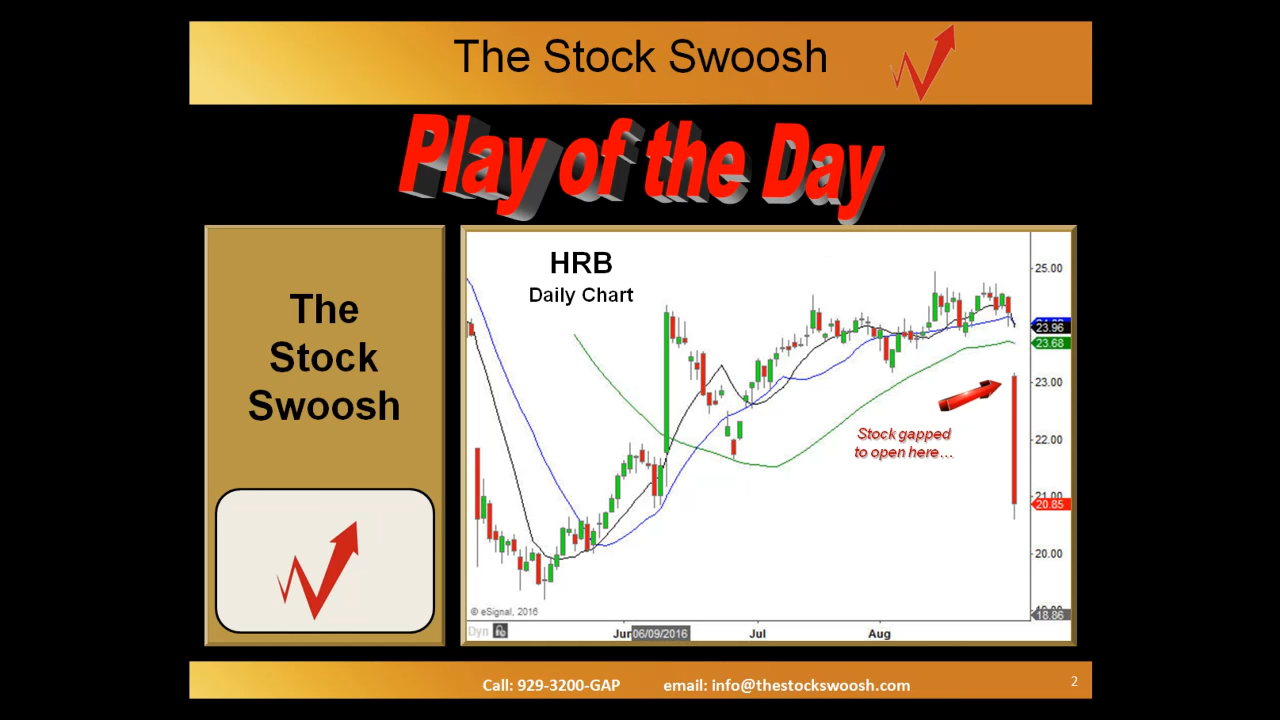 The Stock Swoosh
Play of the Day
The
Stock
Swoosh
HRB
Daily Chart
25.00
23.96
23.68
23.00
Stock gapped
to open here...
22.00
21.00
20.85
20.00
18.86
© eSignal, 2016
Dyn
Jun 06/09/2016 Jul Aug
Call: 929-3200-GAP email: info@thestockswoosh.com
2